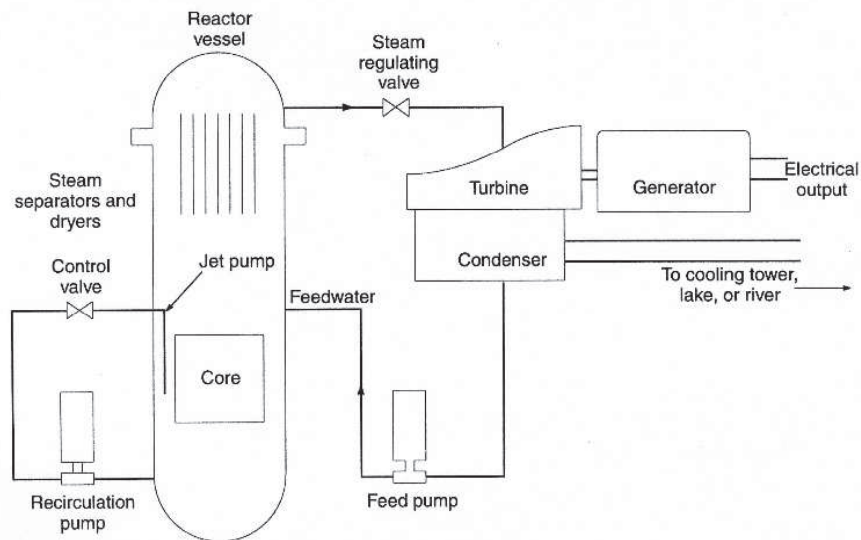 Reactor
vessel
Steam
regulating
valve
Steam
separators and
dryers
Turbine
Generator
Electrical
output
Control
valve
Jet pump
Condenser
Feedwater
To cooling tower,
lake, or river
Core
Recirculation
pump
Feed pump